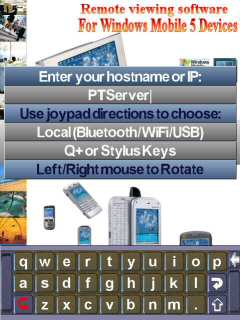 Remote viewing software
For Windows Mobile 5 Devices
Enter your hostname or IP:
PTServer|
Use joypad directions to choose:
Local (Bluetooth/WiFi/USB)
Q+ or Stylus Keys
Left/Right mouse to Rotate
q w e r t y u i o p
a s d f g h j k l
z x c v b n m .